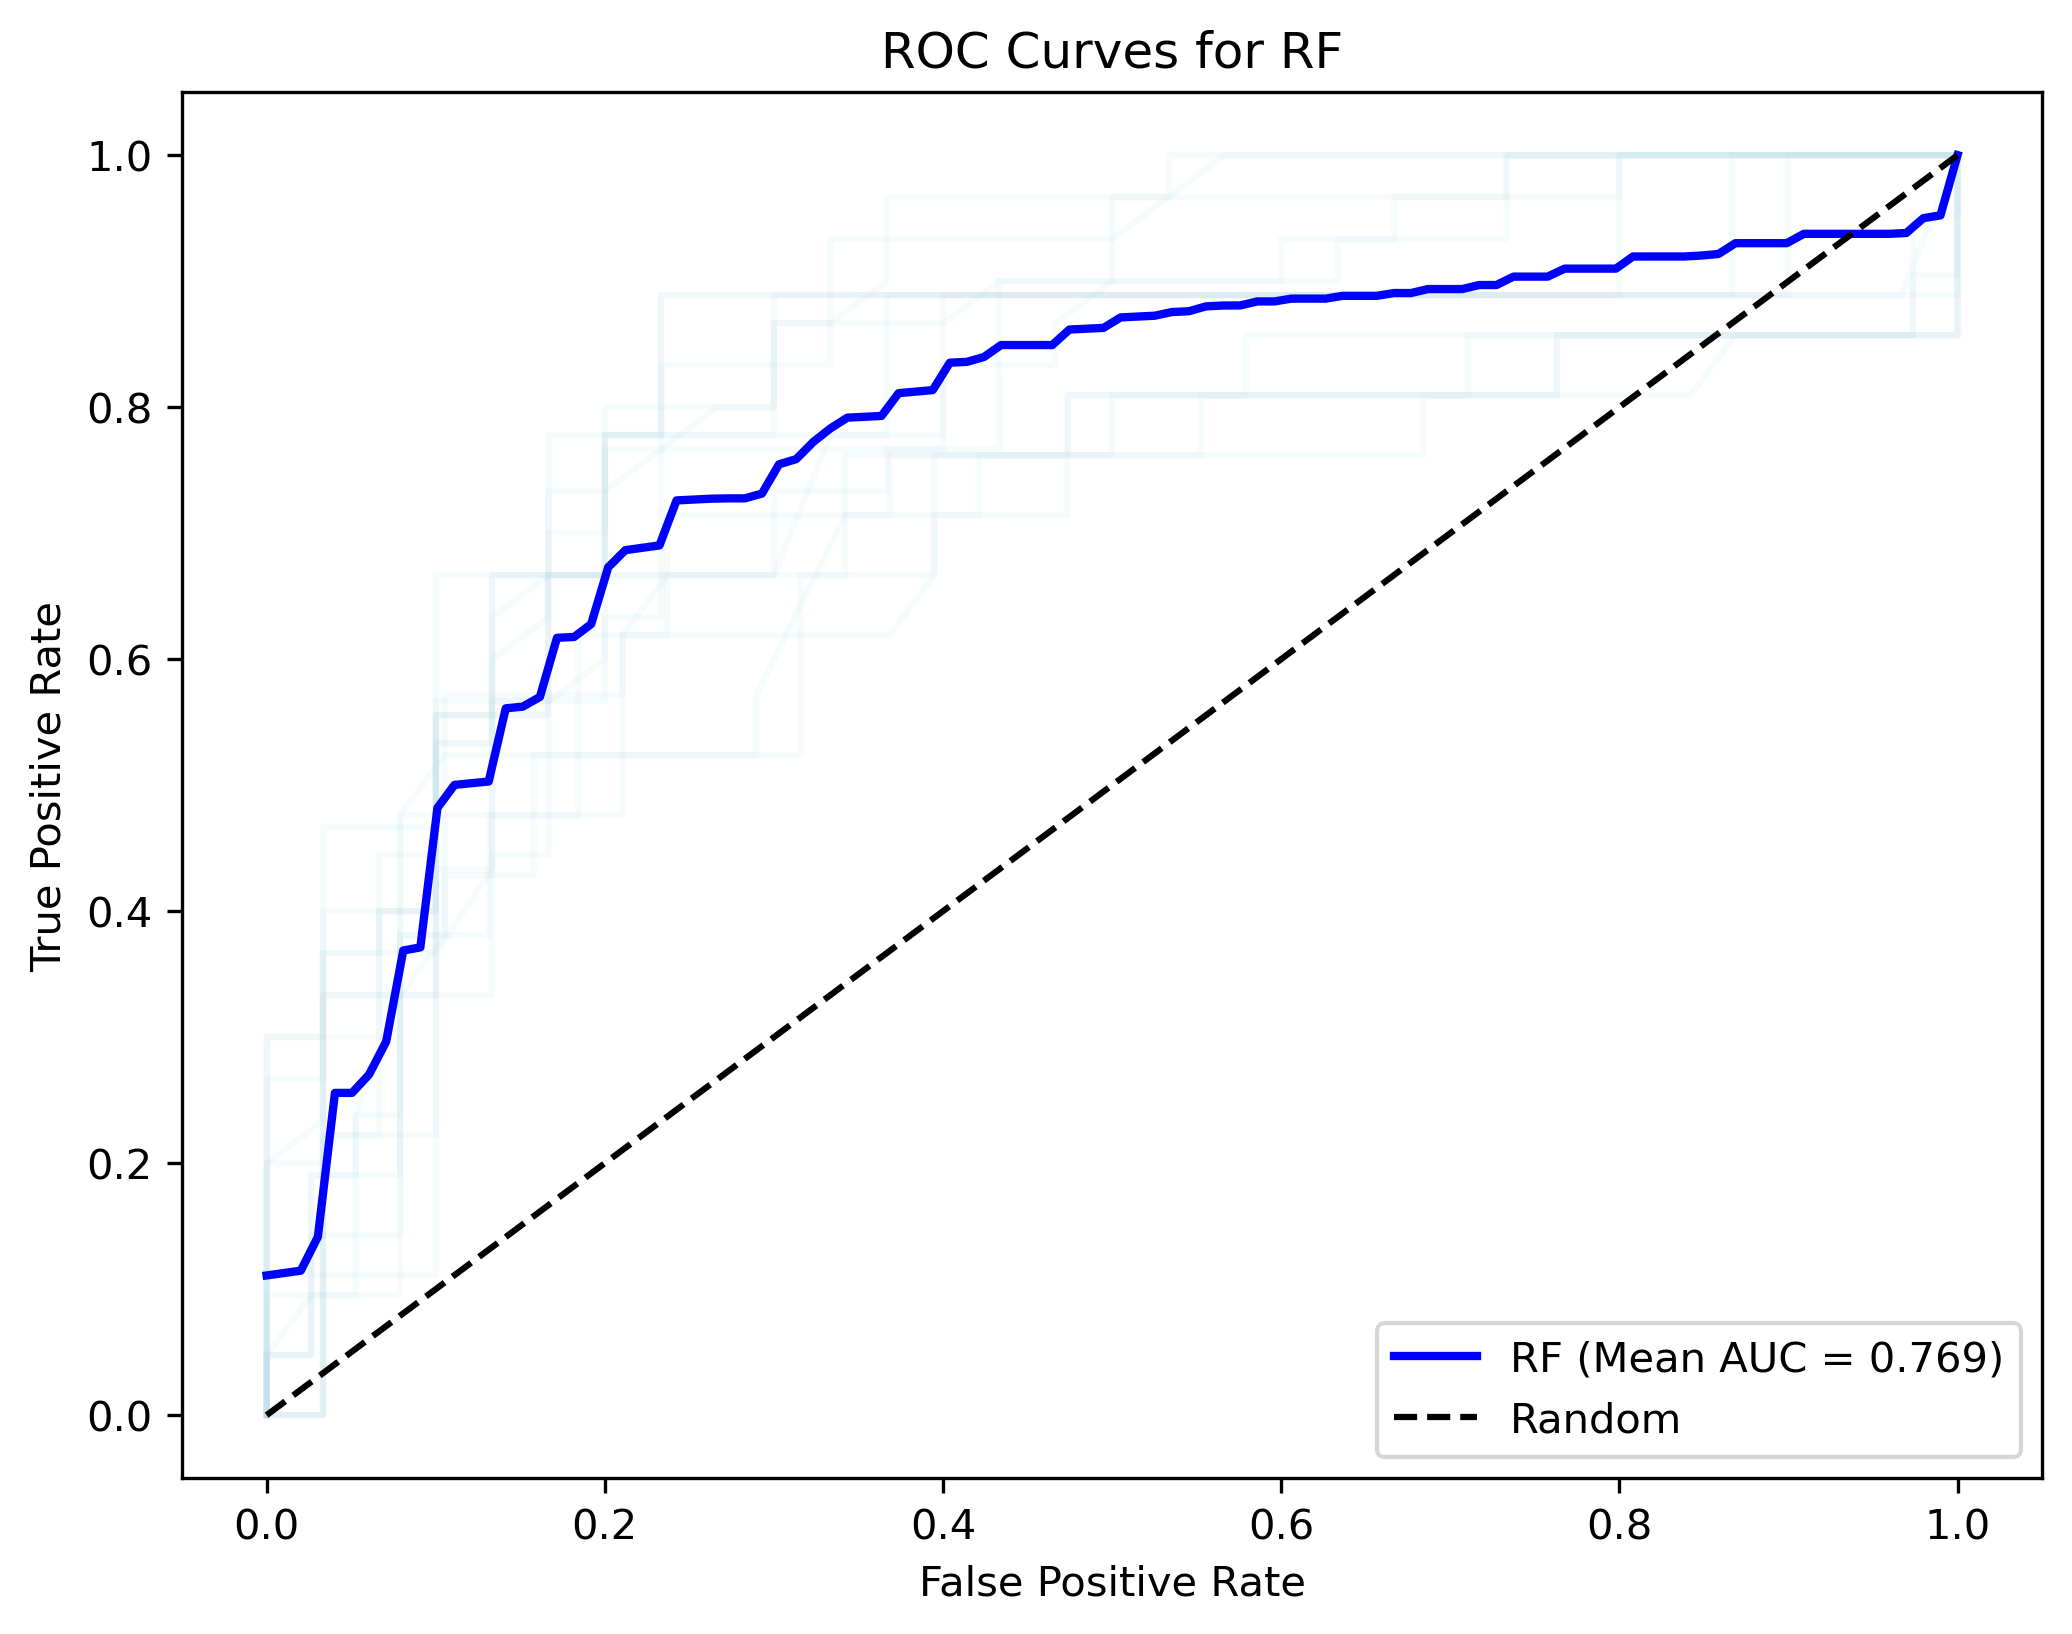 ROC Curves for RF
True Positive Rate
1.0
0.8
0.6
0.4
0.2
0.0
0.0 0.2 0.4 0.6 0.8 1.0
False Positive Rate
RF (Mean AUC = 0.769)
Random